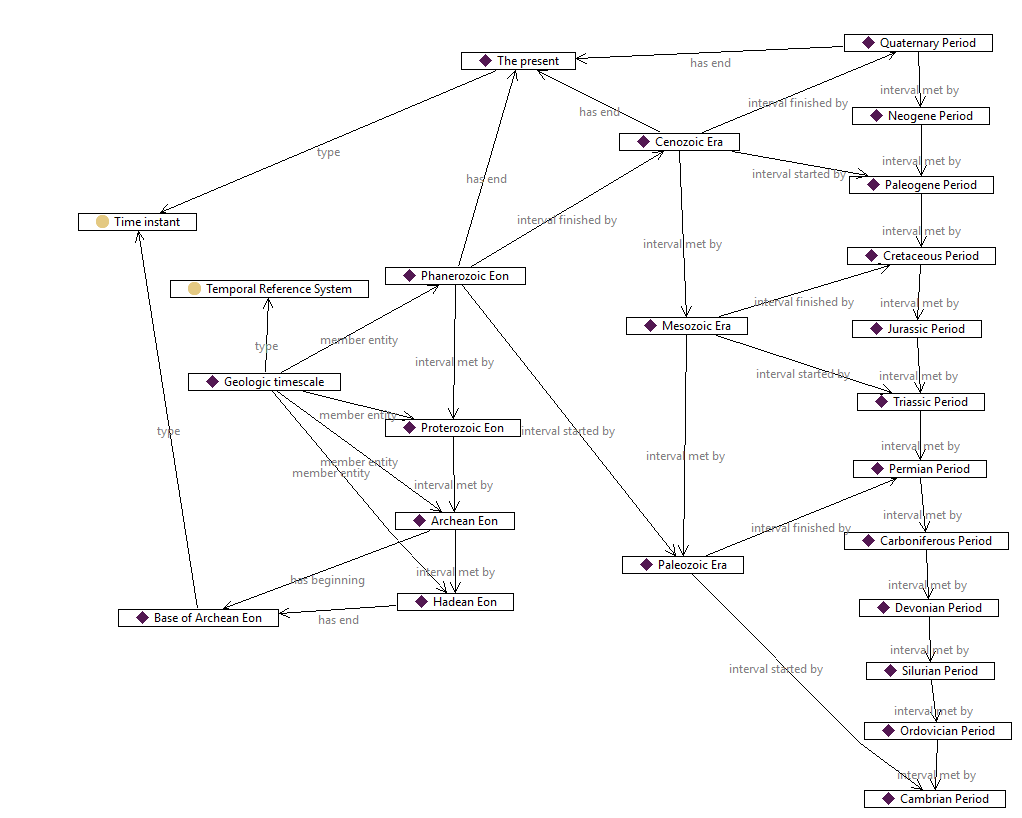 Quaternary Period
The present
has end
interval finished by
interval met by
Neogene Period
has end
Cenozoic Era
type
interval met by
interval started by
has end
Paleogene Period
Time instant
interval finished by
interval met by
interval met by
Cretaceous Period
Phanerozoic Eon
Temporal Reference System
interval finished by
interval met by
Mesozoic Era
Jurassic Period
member entity
type
interval met by
interval started by
interval met by
Geologic timescale
Triassic Period
member entity
Proterozoic Eon
interval started by
interval met by
interval met by
member entity
member entity
Permian Period
interval met by
type
Archean Eon
interval met by
interval finished by
Carboniferous Period
Paleozoic Era
has beginning
interval met by
interval met by
Hadean Eon
Devonian Period
Base of Archean Eon
has end
interval met by
interval started by
Silurian Period
interval met by
Ordovician Period
interval met by
Cambrian Period